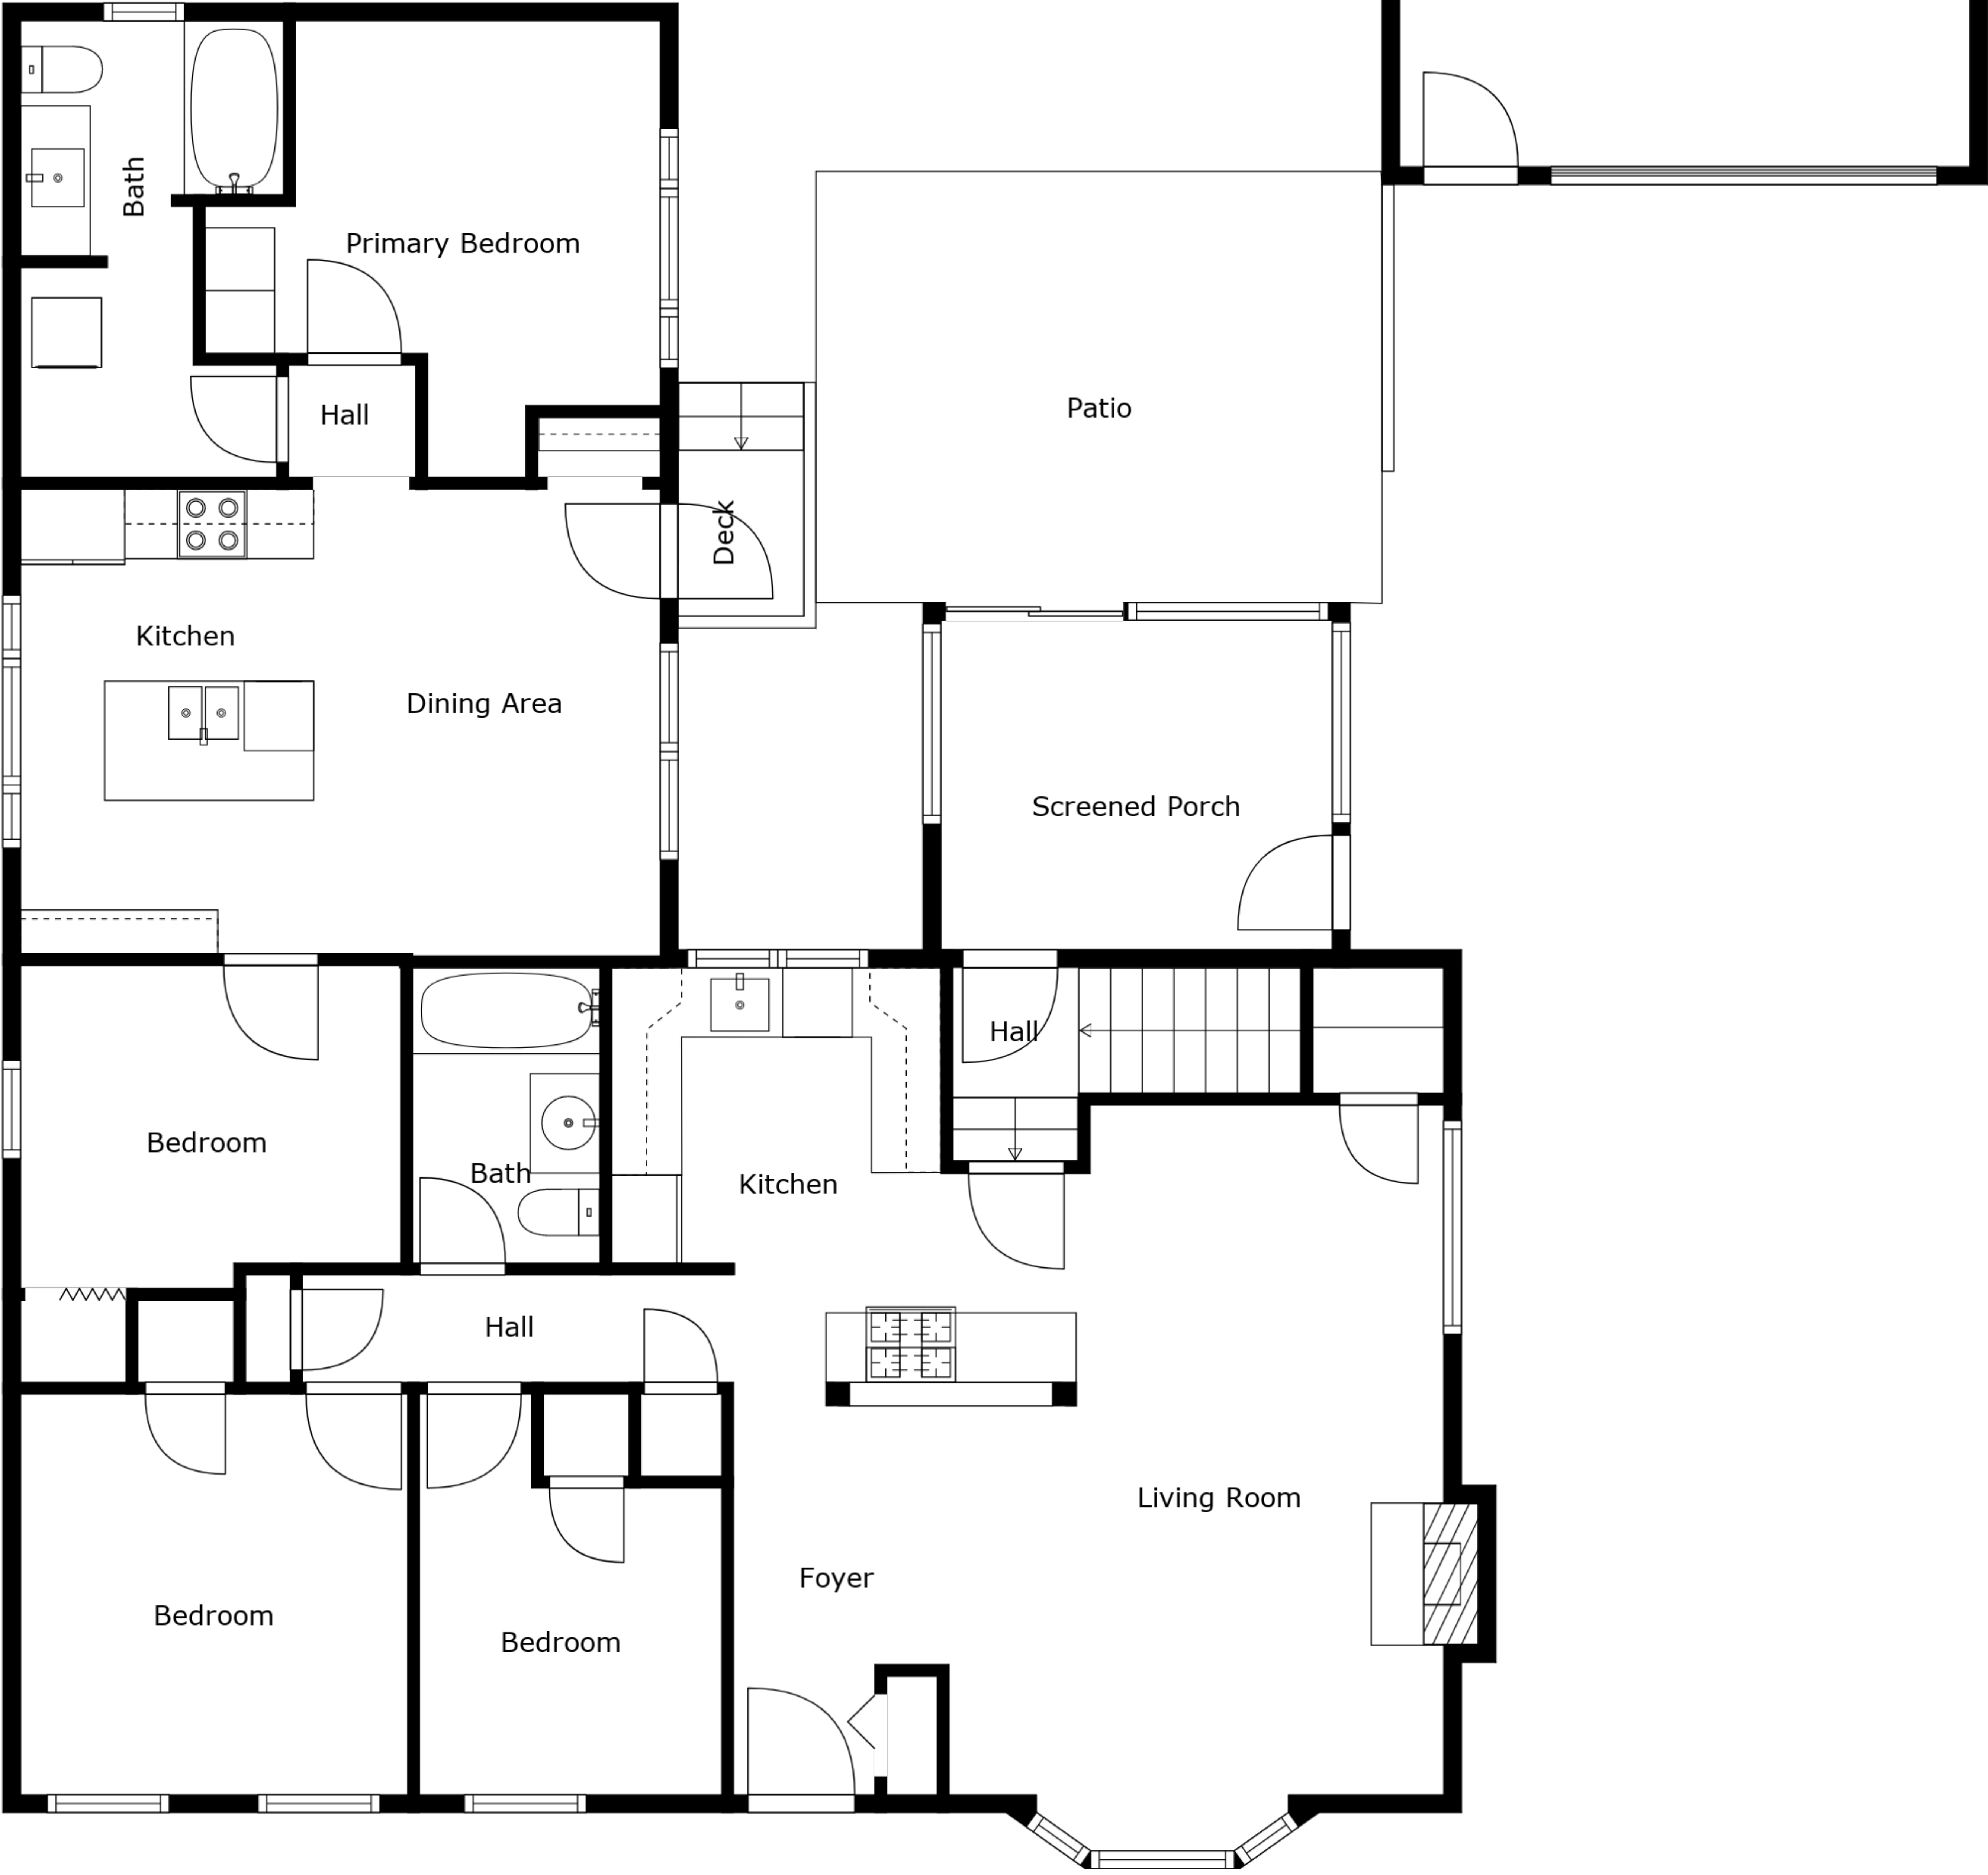 Bath
Primary Bedroom
Hall
Patio
Deck
Kitchen
Dining Area
Screened Porch
Hall
Bedroom
Bath
Kitchen
Hall
Living Room
Foyer
Bedroom
Bedroom